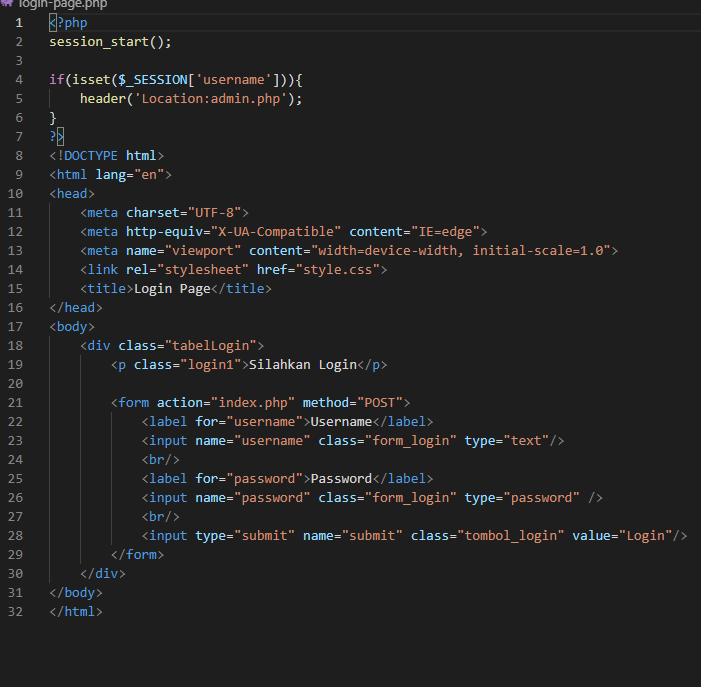 login-page.php
1 <?php
2 session_start();
3
4 if(isset($_SESSION['username'])){
5     header('Location:admin.php');
6 }
7 ?>
8 <!DOCTYPE html>
9 <html lang="en">
10 <head>
11     <meta charset="UTF-8">
12     <meta http-equiv="X-UA-Compatible" content="IE=edge">
13     <meta name="viewport" content="width=device-width, initial-scale=1.0">
14     <link rel="stylesheet" href="style.css">
15     <title>Login Page</title>
16 </head>
17 <body>
18     <div class="tabelLogin">
19         <p class="login1">Silahkan Login</p>
20
21         <form action="index.php" method="POST">
22             <label for="username">Username</label>
23             <input name="username" class="form_login" type="text"/>
24             <br/>
25             <label for="password">Password</label>
26             <input name="password" class="form_login" type="password" />
27             <br/>
28             <input type="submit" name="submit" class="tombol_login" value="Login"/>
29         </form>
30     </div>
31 </body>
32 </html>